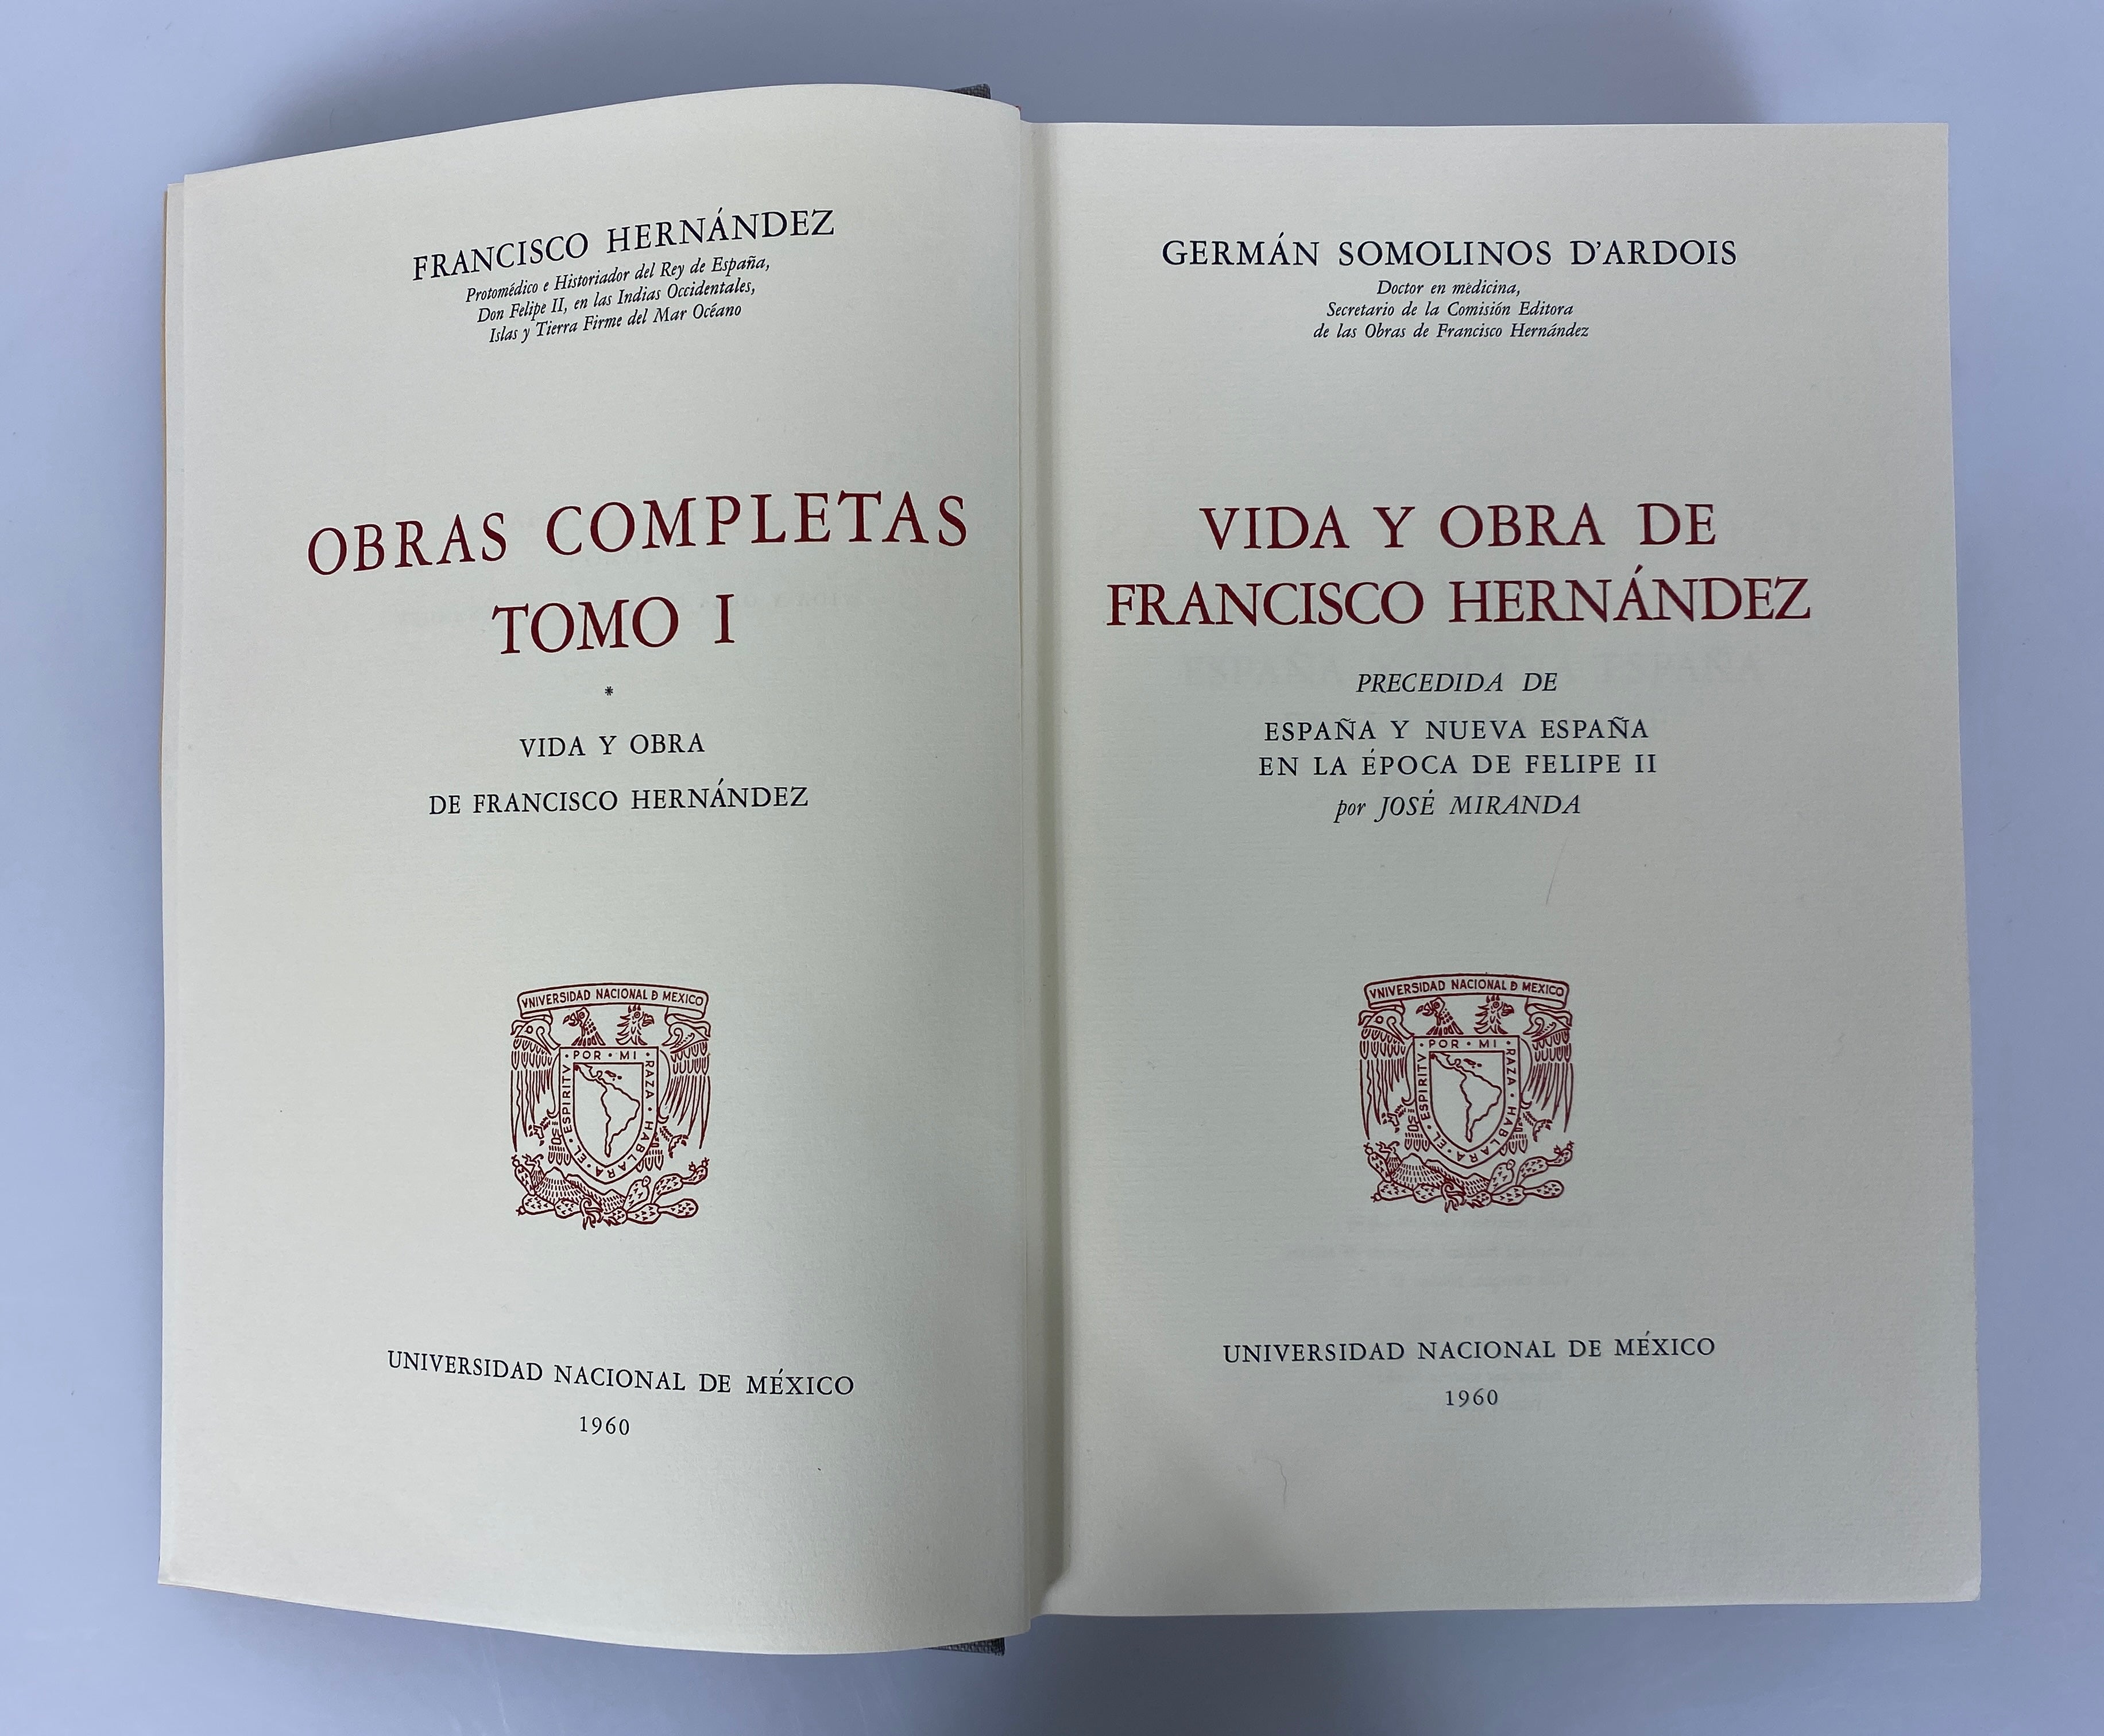 FRANCISCO HERNÁNDEZ
Protomédico e Historiador del Rey de España,
Don Felipe II, en las Indias Occidentales,
Islas y Tierra Firme del Mar Océano
OBRAS COMPLETAS
TOMO I
*
VIDA Y OBRA
DE FRANCISCO HERNÁNDEZ
VNIVERSIDAD NACIONAL D MEXICO
· POR · MI · RAZA · HABLARA · EL · ESPIRITV
UNIVERSIDAD NACIONAL DE MÉXICO
1960
GERMÁN SOMOLINOS D'ARDOIS
Doctor en medicina,
Secretario de la Comisión Editora
de las Obras de Francisco Hernández
VIDA Y OBRA DE
FRANCISCO HERNÁNDEZ
PRECEDIDA DE
ESPAÑA Y NUEVA ESPAÑA
EN LA ÉPOCA DE FELIPE II
por JOSÉ MIRANDA
VNIVERSIDAD NACIONAL D MEXICO
· POR · MI · RAZA · HABLARA · EL · ESPIRITV
UNIVERSIDAD NACIONAL DE MÉXICO
1960